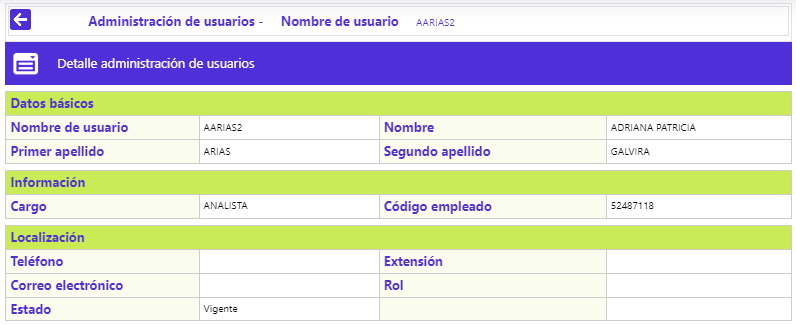 Administración de usuarios - Nombre de usuario AARIAS2
Detalle administración de usuarios
Datos básicos
Nombre de usuario AARIAS2 Nombre ADRIANA PATRICIA
Primer apellido ARIAS Segundo apellido GALVIRA
Información
Cargo ANALISTA Código empleado 52487118
Localización
Teléfono Extensión
Correo electrónico Rol
Estado Vigente